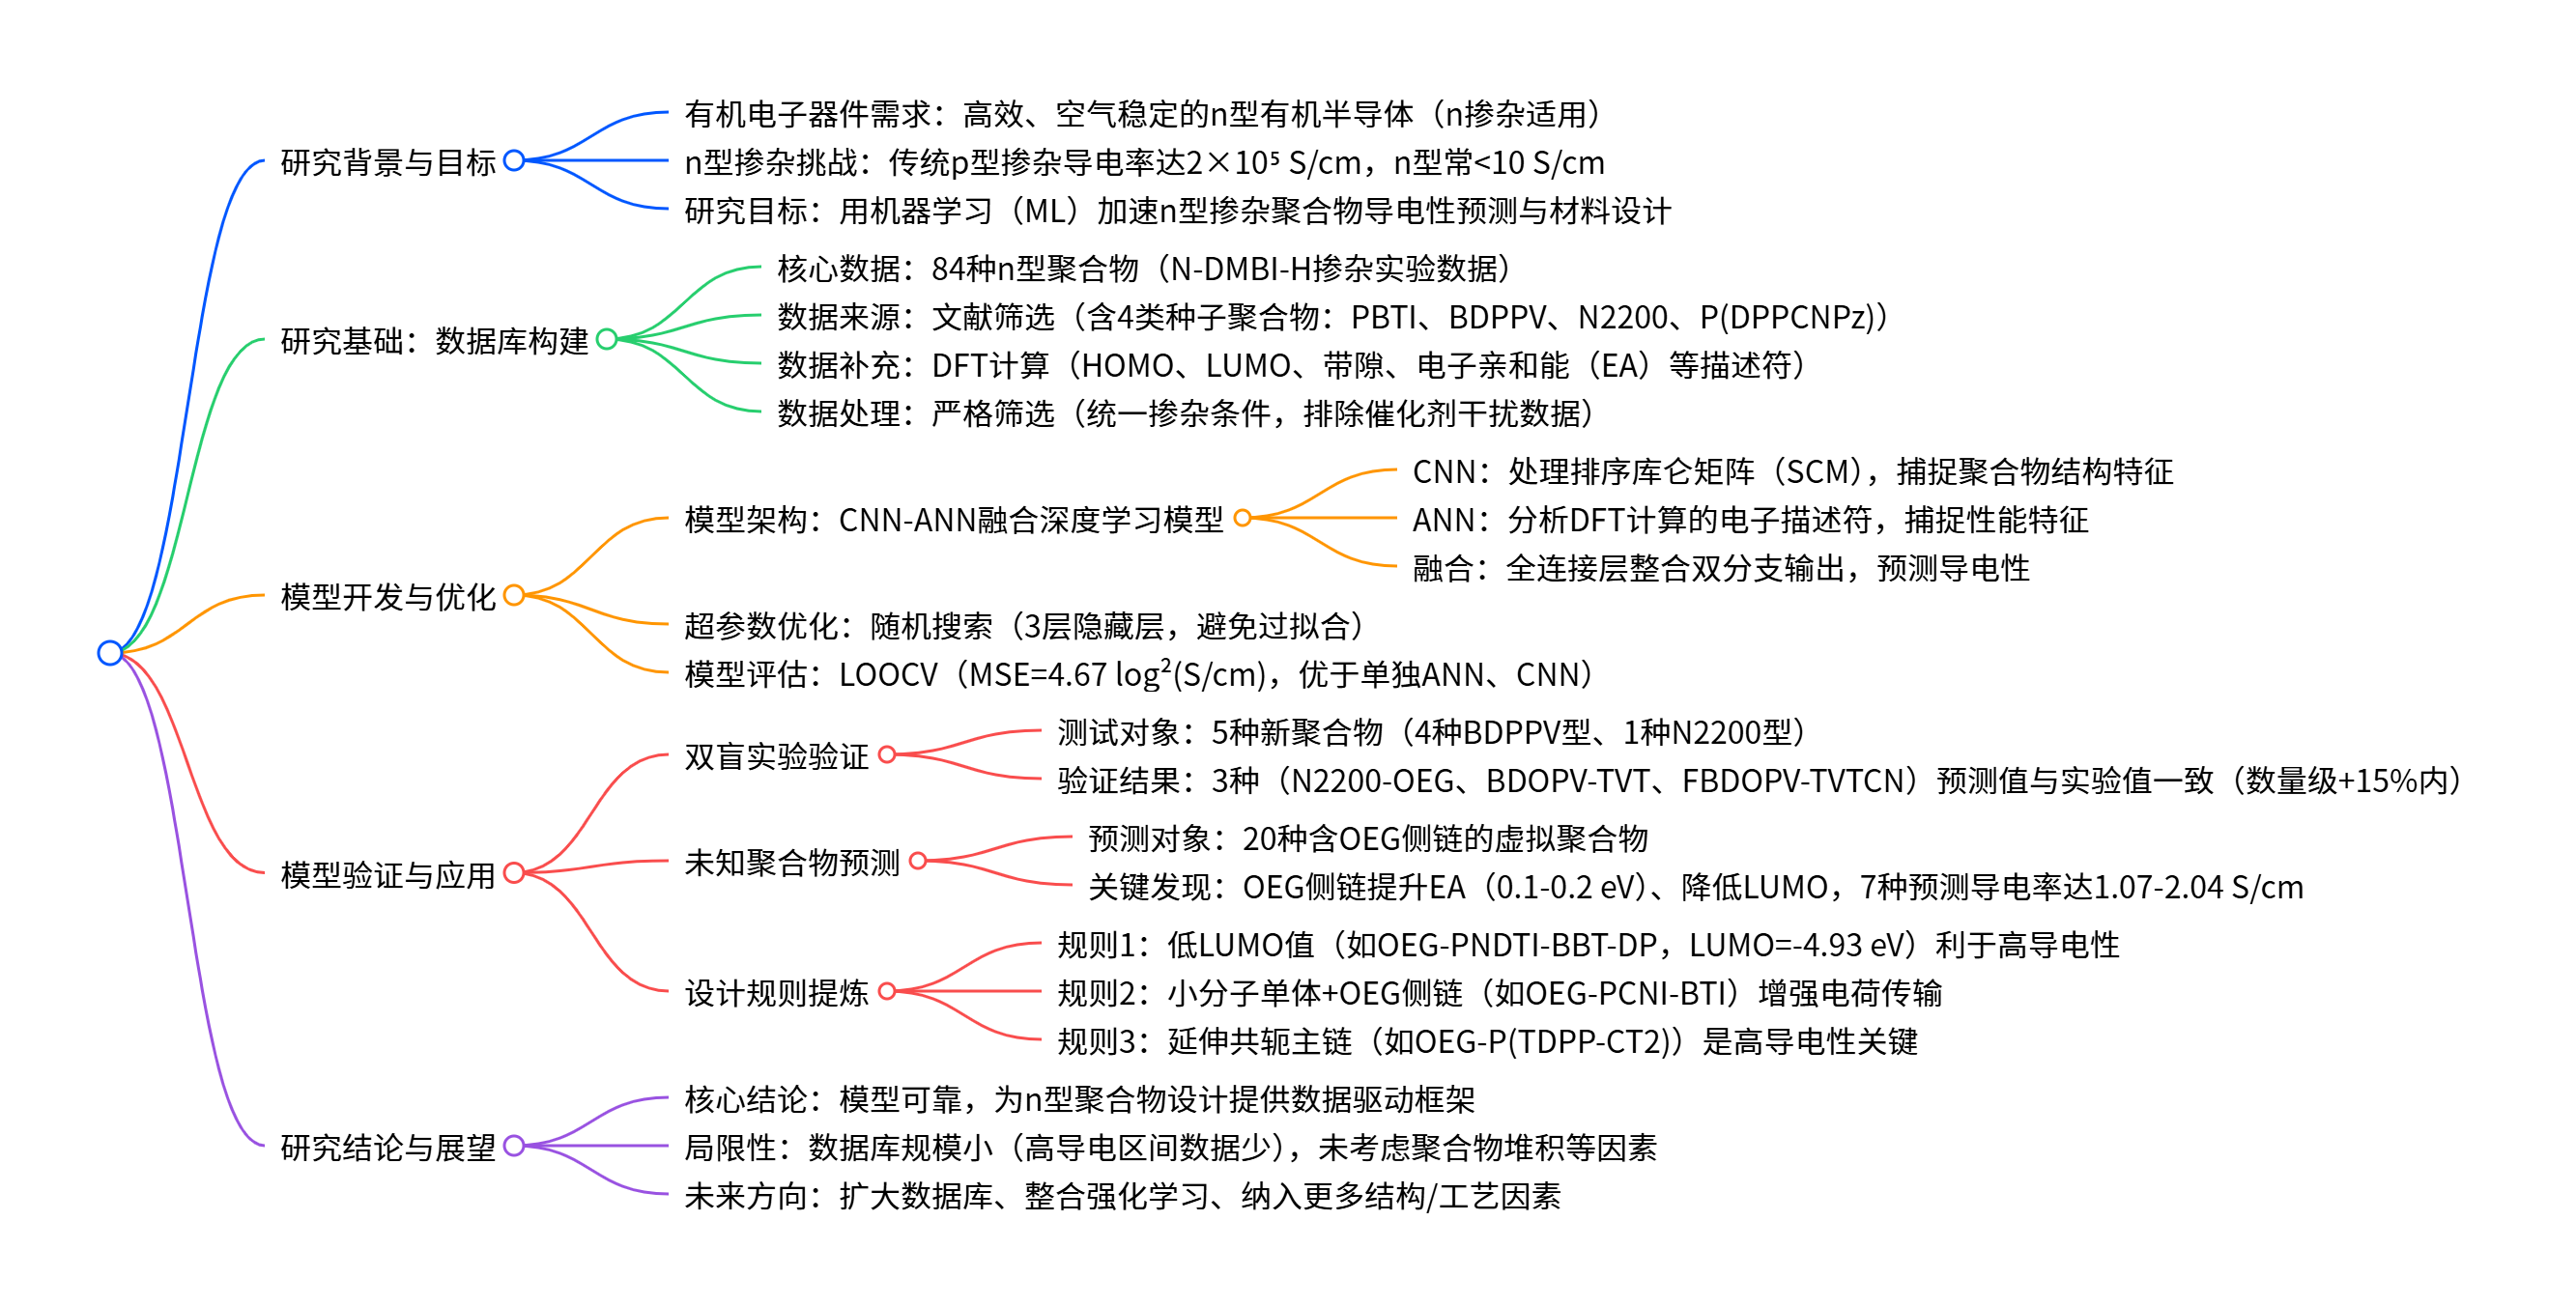 研究背景与目标
有机电子器件需求：高效、空气稳定的n型有机半导体（n掺杂适用）
n型掺杂挑战：传统p型掺杂导电率达2×10⁵ S/cm，n型常<10 S/cm
研究目标：用机器学习（ML）加速n型掺杂聚合物导电性预测与材料设计
研究基础：数据库构建
核心数据：84种n型聚合物（N-DMBI-H掺杂实验数据）
数据来源：文献筛选（含4类种子聚合物：PBTI、BDPPV、N2200、P(DPPCNPz)）
数据补充：DFT计算（HOMO、LUMO、带隙、电子亲和能（EA）等描述符）
数据处理：严格筛选（统一掺杂条件，排除催化剂干扰数据）
模型开发与优化
模型架构：CNN-ANN融合深度学习模型
CNN：处理排序库仑矩阵（SCM），捕捉聚合物结构特征
ANN：分析DFT计算的电子描述符，捕捉性能特征
融合：全连接层整合双分支输出，预测导电性
超参数优化：随机搜索（3层隐藏层，避免过拟合）
模型评估：LOOCV（MSE=4.67 log²(S/cm)，优于单独ANN、CNN）
模型验证与应用
双盲实验验证
测试对象：5种新聚合物（4种BDPPV型、1种N2200型）
验证结果：3种（N2200-OEG、BDOPV-TVT、FBDOPV-TVTCN）预测值与实验值一致（数量级+15%内）
未知聚合物预测
预测对象：20种含OEG侧链的虚拟聚合物
关键发现：OEG侧链提升EA（0.1-0.2 eV）、降低LUMO，7种预测导电率达1.07-2.04 S/cm
设计规则提炼
规则1：低LUMO值（如OEG-PNDTI-BBT-DP，LUMO=-4.93 eV）利于高导电性
规则2：小分子单体+OEG侧链（如OEG-PCNI-BTI）增强电荷传输
规则3：延伸共轭主链（如OEG-P(TDPP-CT2)）是高导电性关键
研究结论与展望
核心结论：模型可靠，为n型聚合物设计提供数据驱动框架
局限性：数据库规模小（高导电区间数据少），未考虑聚合物堆积等因素
未来方向：扩大数据库、整合强化学习、纳入更多结构/工艺因素